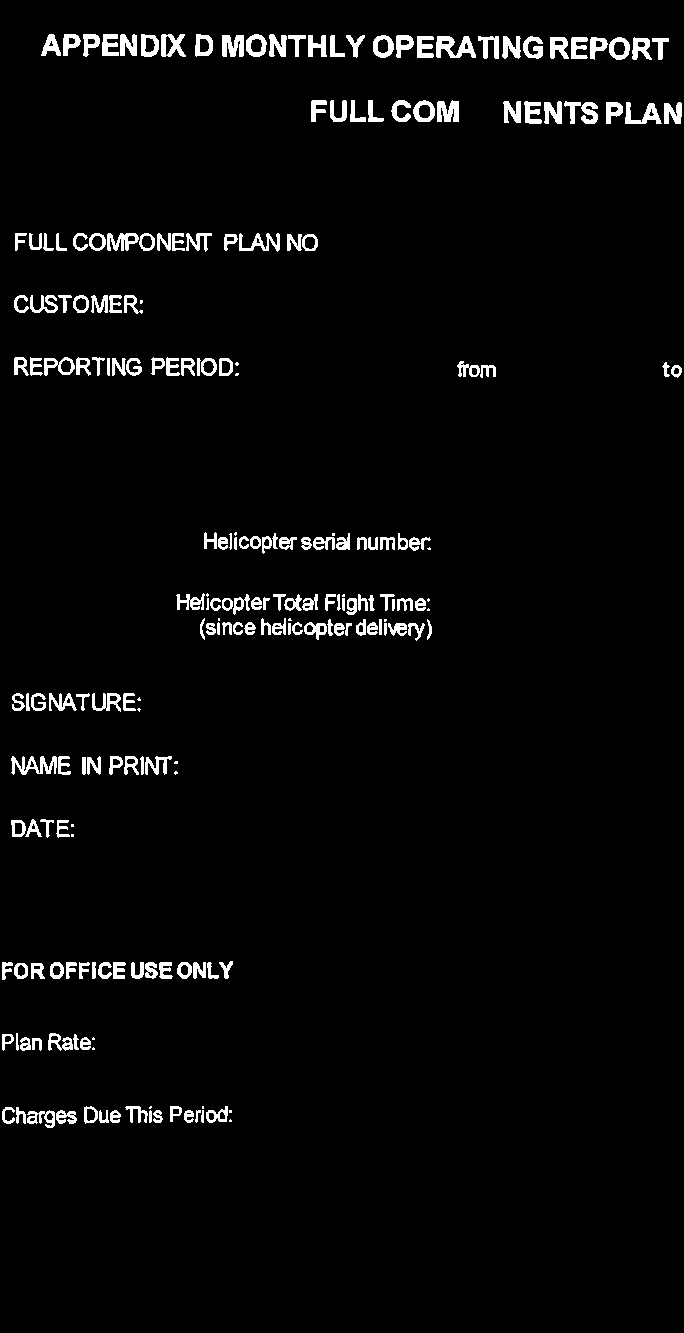 APPENDIX D MONTHLY OPERATING REPORT
FULL COM NENTS PLAN
FULL COMPONENT PLAN NO
CUSTOMER:
REPORTING PERIOD: from to
Helicopter serial number:
Helicopter Total Flight Time:
(since helicopter delivery)
SIGNATURE:
NAME IN PRINT:
DATE:
FOR OFFICE USE ONLY
Plan Rate:
Charges Due This Period: